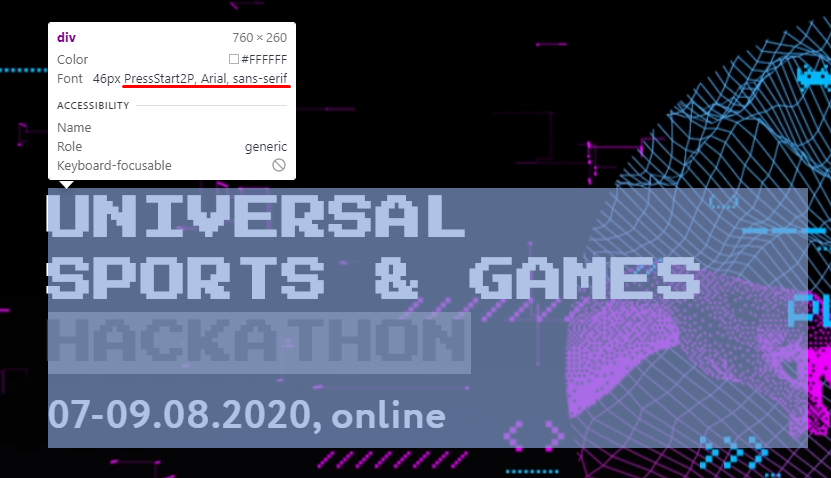 div 760 × 260
Color #FFFFFF
Font 46px PressStart2P, Arial, sans-serif
ACCESSIBILITY
Name
Role generic
Keyboard-focusable
UNIVERSAL
SPORTS & GAMES
HACKATHON
07-09.08.2020, online